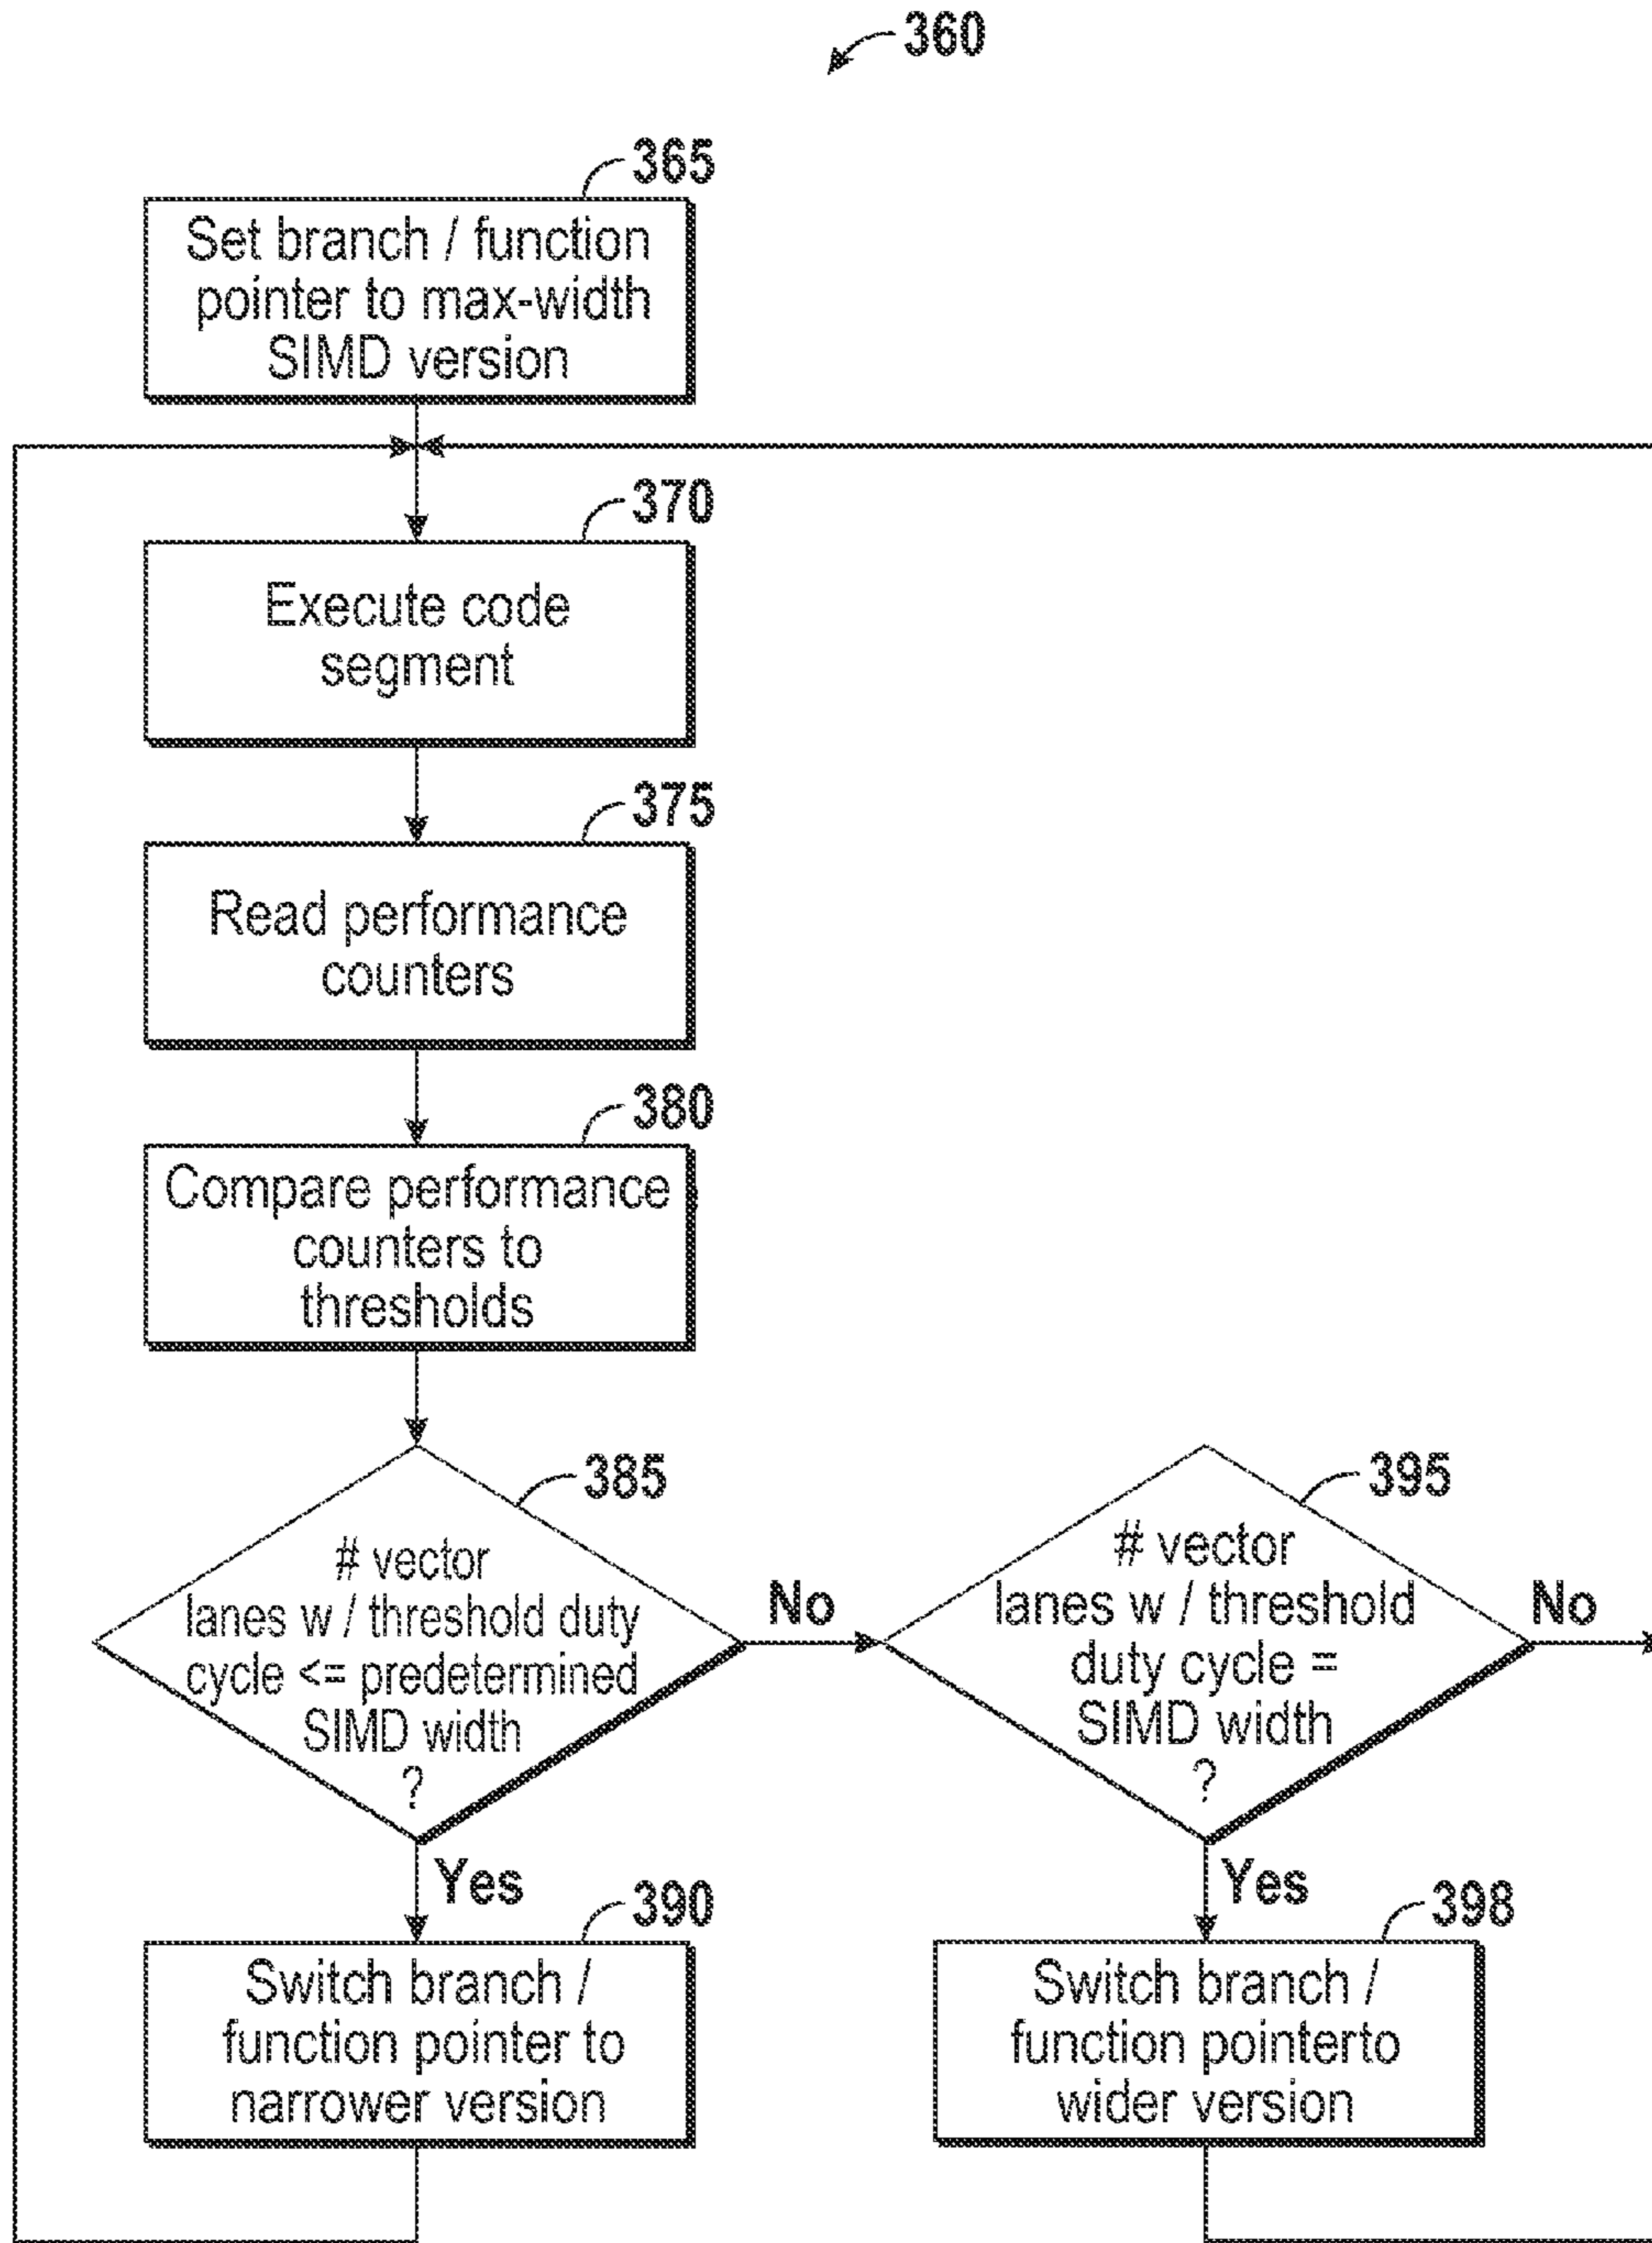 360
365
Set branch / function
pointer to max-width
SIMD version
370
Execute code
segment
375
Read performance
counters
380
Compare performance
counters to
thresholds
385
# vector
lanes w / threshold duty
cycle <= predetermined
SIMD width
?
No
Yes
395
# vector
lanes w / threshold
duty cycle =
SIMD width
?
No
Yes
390
Switch branch /
function pointer to
narrower version
398
Switch branch /
function pointerto
wider version